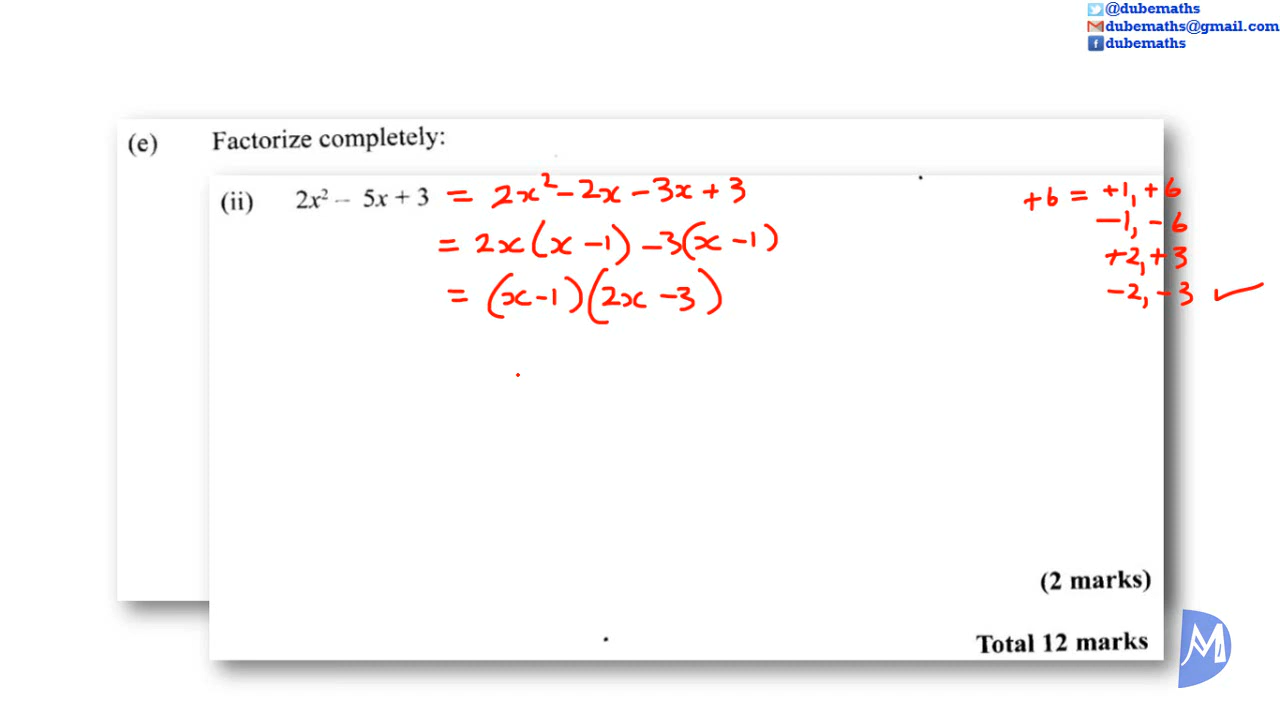 @dubemaths
dubemaths@gmail.com
dubemaths
(e) Factorize completely:
(ii) 2x² – 5x + 3 = 2x² – 2x – 3x + 3
= 2x(x – 1) – 3(x – 1)
= (x – 1)(2x – 3)
+6 = +1, +6
–1, –6
+2, +3
–2, –3 ✓
(2 marks)
Total 12 marks
M